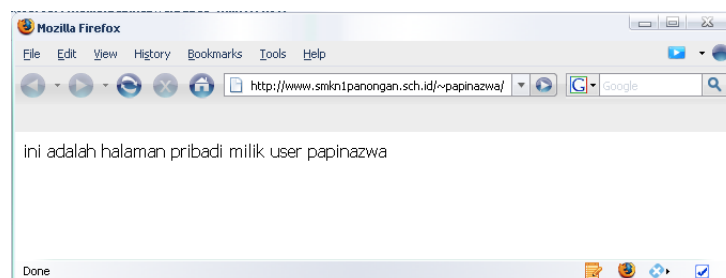 Mozilla Firefox
File Edit View History Bookmarks Tools Help
http://www.smkn1panongan.sch.id/~papinazwa/ G Google
ini adalah halaman pribadi milik user papinazwa
Done